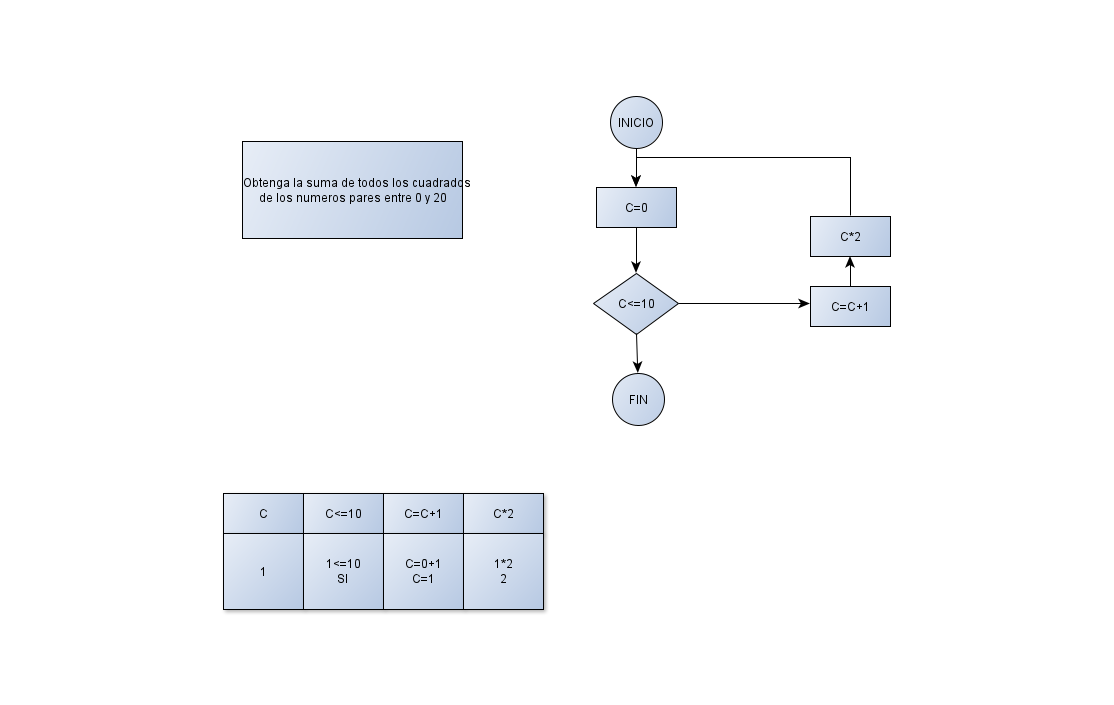 INICIO
Obtenga la suma de todos los cuadrados
de los numeros pares entre 0 y 20
C=0
C*2
C<=10
C=C+1
FIN
C C<=10 C=C+1 C*2
1
1<=10
SI
C=0+1
C=1
1*2
2